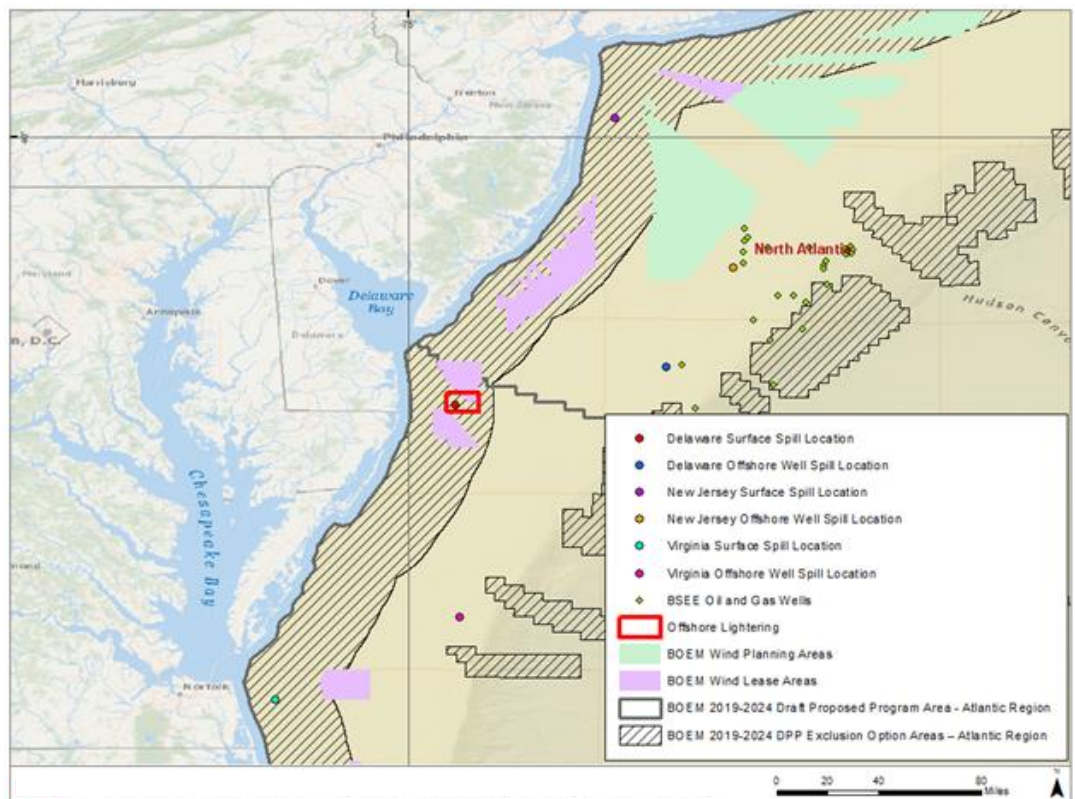 75°
Harrisburg
Trenton
New Jersey
Philadelphia
40°
North Atlantic
Maryland
Dover
Delaware
Bay
Annapolis
Delaware
n, D.C.
Hudson Canyo
Chesapeake Bay
Norfolk
Delaware Surface Spill Location
Delaware Offshore Well Spill Location
New Jersey Surface Spill Location
New Jersey Offshore Well Spill Location
Virginia Surface Spill Location
Virginia Offshore Well Spill Location
BSEE Oil and Gas Wells
Offshore Lightering
BOEM Wind Planning Areas
BOEM Wind Lease Areas
BOEM 2019-2024 Draft Proposed Program Area - Atlantic Region
BOEM 2019-2024 DPP Exclusion Option Areas – Atlantic Region
0 20 40 80
Miles
N